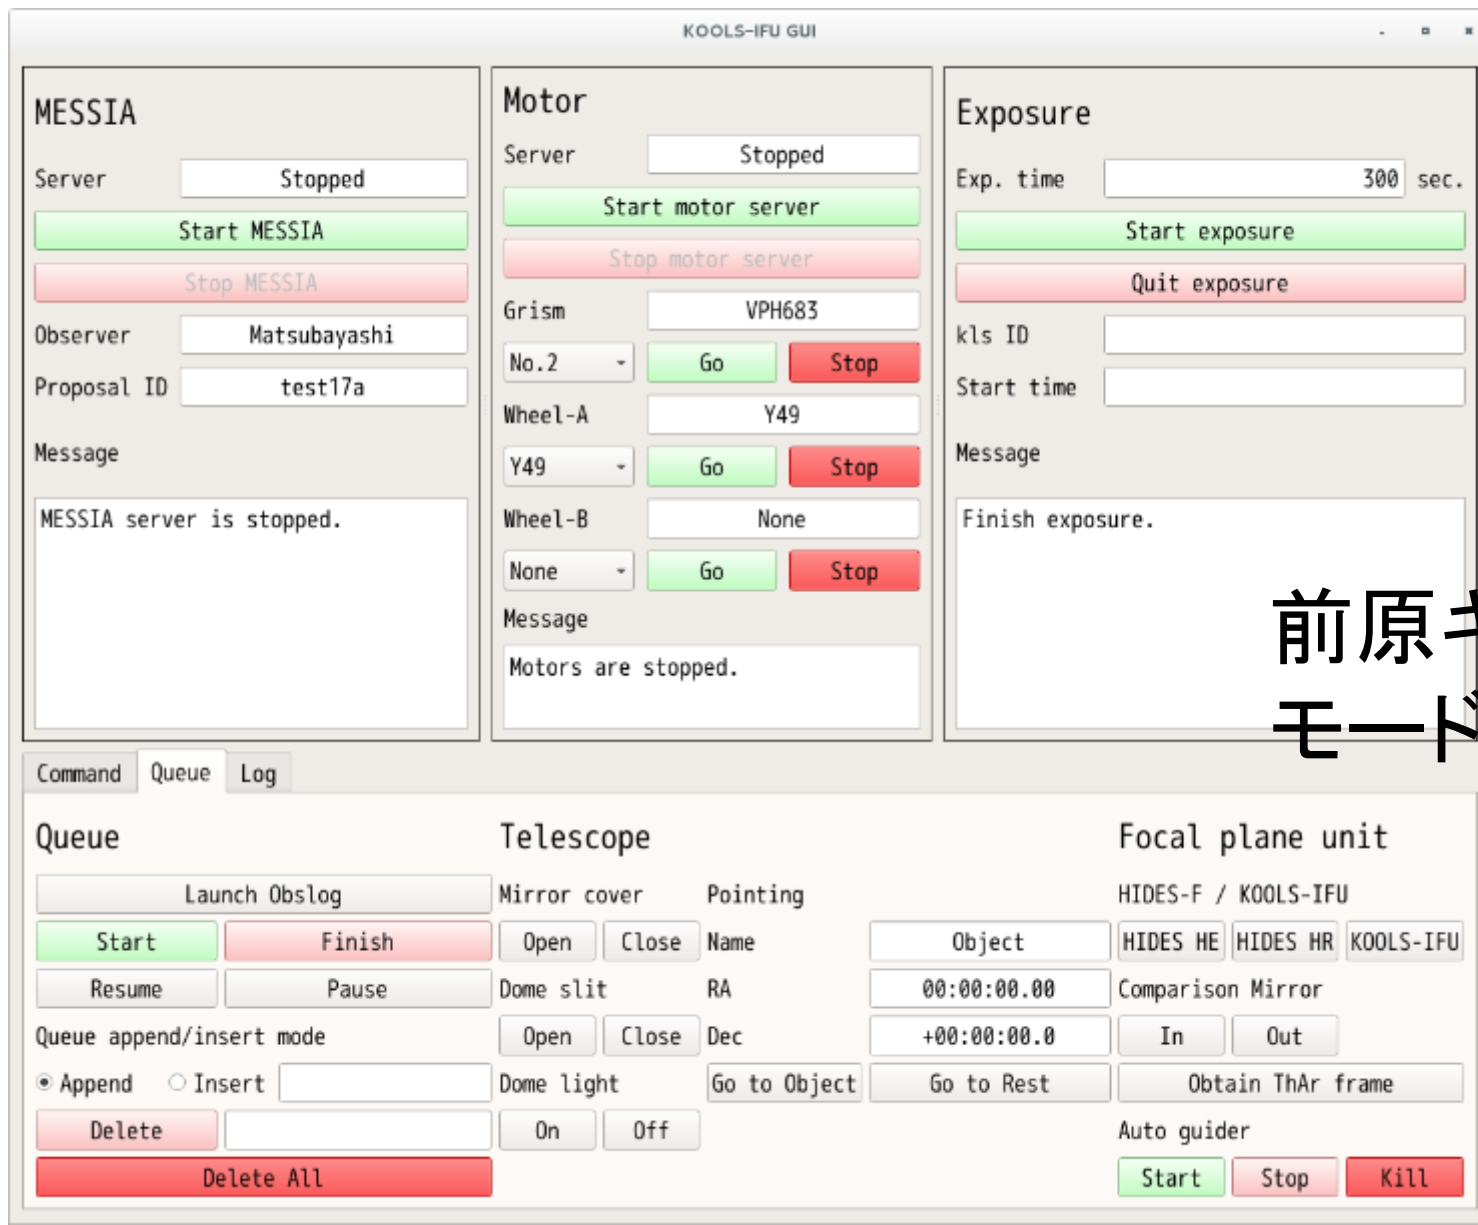 KOOLS-IFU GUI
MESSIA
Server Stopped
Start MESSIA
Stop MESSIA
Observer Matsubayashi
Proposal ID test17a
Message
MESSIA server is stopped.
Motor
Server Stopped
Start motor server
Stop motor server
Grism VPH683
No.2 Go Stop
Wheel-A Y49
Y49 Go Stop
Wheel-B None
None Go Stop
Message
Motors are stopped.
Exposure
Exp. time 300 sec.
Start exposure
Quit exposure
kls ID
Start time
Message
Finish exposure.
前原
モード
Command Queue Log
Queue
Launch Obslog
Start Finish
Resume Pause
Queue append/insert mode
Append Insert
Delete
Delete All
Telescope
Mirror cover
Open Close
Dome slit
Open Close
Dome light
On Off
Pointing
Name Object
RA 00:00:00.00
Dec +00:00:00.0
Go to Object Go to Rest
Focal plane unit
HIDES-F / KOOLS-IFU
HIDES HE HIDES HR KOOLS-IFU
Comparison Mirror
In Out
Obtain ThAr frame
Auto guider
Start Stop Kill